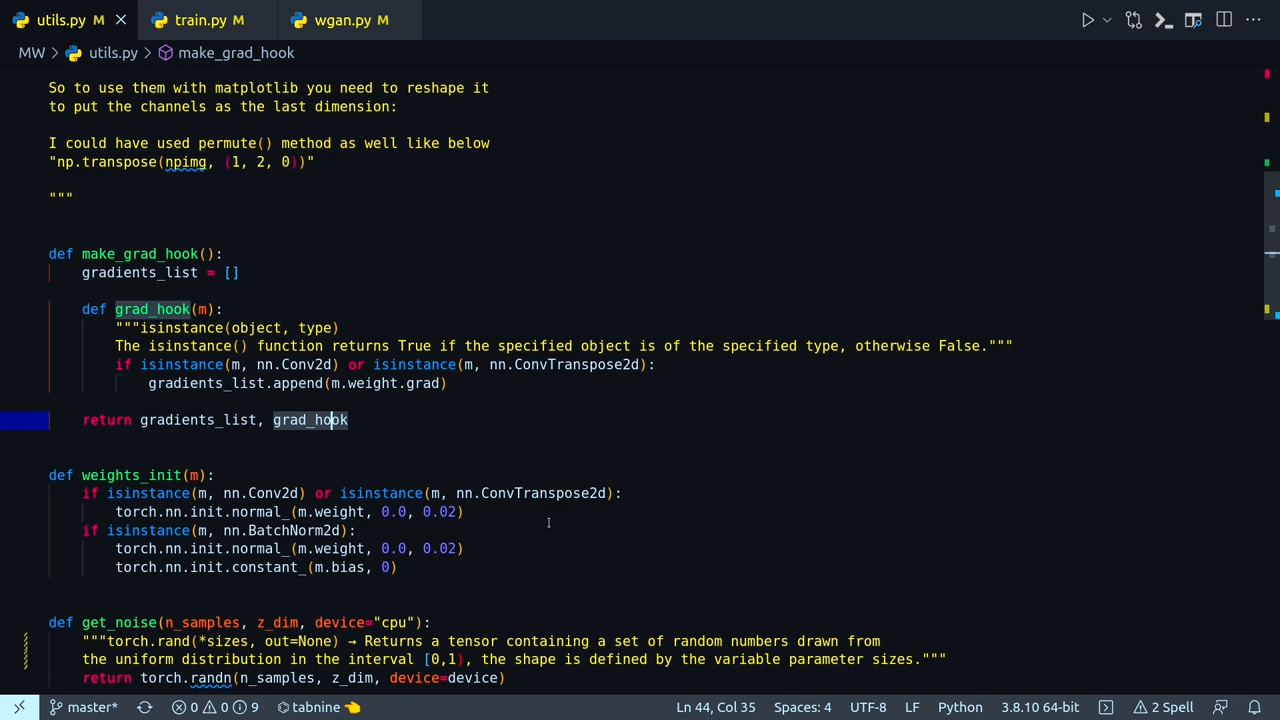 utils.py M train.py M wgan.py M
MW > utils.py > make_grad_hook
So to use them with matplotlib you need to reshape it
to put the channels as the last dimension:
I could have used permute() method as well like below
"np.transpose(npimg, (1, 2, 0))"
"""
def make_grad_hook():
gradients_list = []
def grad_hook(m):
"""isinstance(object, type)
The isinstance() function returns True if the specified object is of the specified type, otherwise False."""
if isinstance(m, nn.Conv2d) or isinstance(m, nn.ConvTranspose2d):
gradients_list.append(m.weight.grad)
return gradients_list, grad_hook
def weights_init(m):
if isinstance(m, nn.Conv2d) or isinstance(m, nn.ConvTranspose2d):
torch.nn.init.normal_(m.weight, 0.0, 0.02)
if isinstance(m, nn.BatchNorm2d):
torch.nn.init.normal_(m.weight, 0.0, 0.02)
torch.nn.init.constant_(m.bias, 0)
def get_noise(n_samples, z_dim, device="cpu"):
"""torch.rand(*sizes, out=None) → Returns a tensor containing a set of random numbers drawn from
the uniform distribution in the interval [0,1), the shape is defined by the variable parameter sizes."""
return torch.randn(n_samples, z_dim, device=device)
master* 0 0 9 tabnine 👈 Ln 44, Col 35 Spaces: 4 UTF-8 LF Python 3.8.10 64-bit 2 Spell